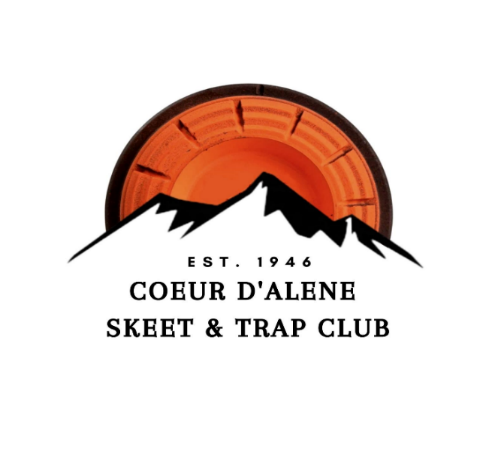 EST. 1946
COEUR D'ALENE
SKEET & TRAP CLUB